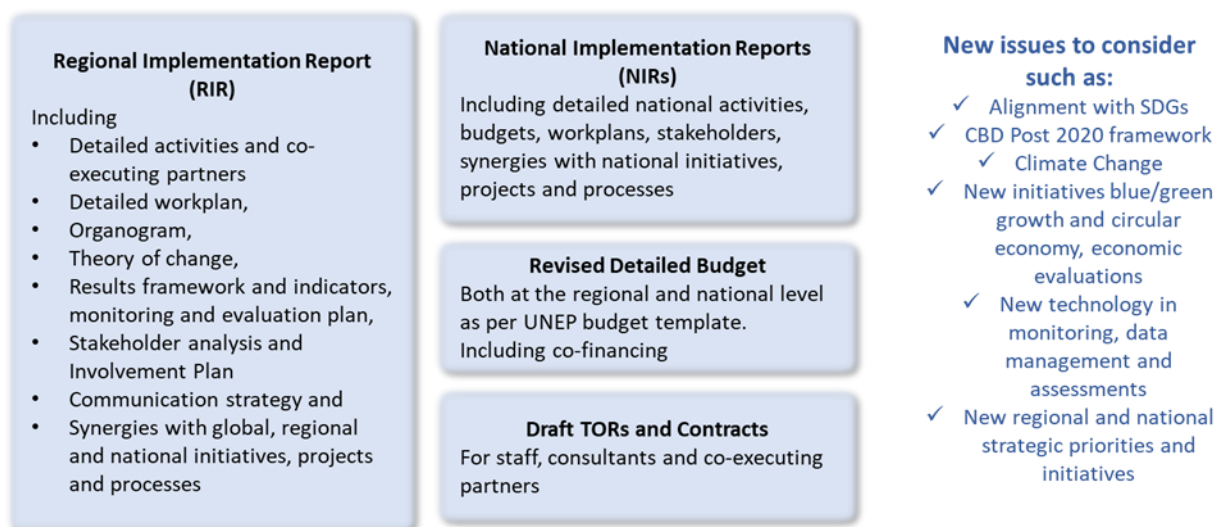 Regional Implementation Report
(RIR)
Including
• Detailed activities and co-
executing partners
• Detailed workplan,
• Organogram,
• Theory of change,
• Results framework and indicators,
monitoring and evaluation plan,
• Stakeholder analysis and
Involvement Plan
• Communication strategy and
• Synergies with global, regional
and national initiatives, projects
and processes
National Implementation Reports
(NIRs)
Including detailed national activities,
budgets, workplans, stakeholders,
synergies with national initiatives,
projects and processes
Revised Detailed Budget
Both at the regional and national level
as per UNEP budget template.
Including co-financing
Draft TORs and Contracts
For staff, consultants and co-executing
partners
New issues to consider
such as:
✓ Alignment with SDGs
✓ CBD Post 2020 framework
✓ Climate Change
✓ New initiatives blue/green
growth and circular
economy, economic
evaluations
✓ New technology in
monitoring, data
management and
assessments
✓ New regional and national
strategic priorities and
initiatives